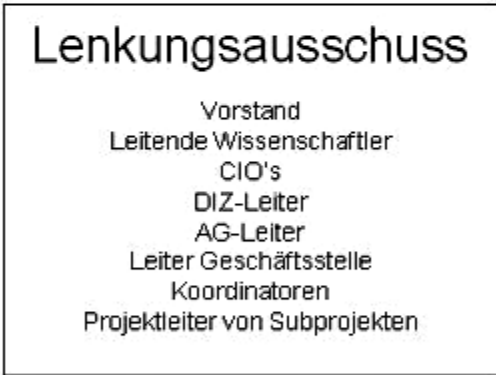 Lenkungsausschuss
Vorstand
Leitende Wissenschaftler
CIO's
DIZ-Leiter
AG-Leiter
Leiter Geschäftsstelle
Koordinatoren
Projektleiter von Subprojekten